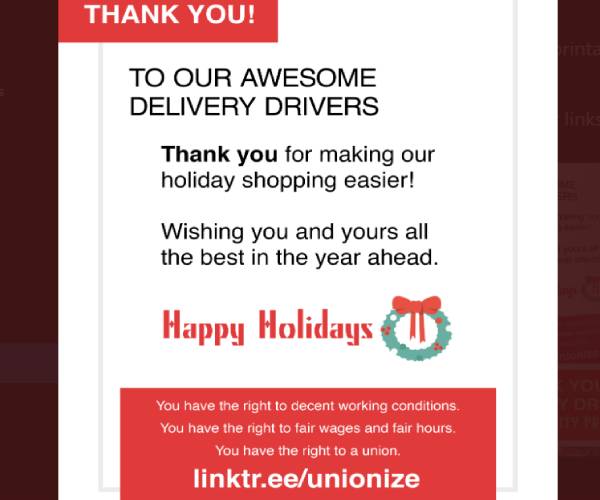 THANK YOU!
TO OUR AWESOME
DELIVERY DRIVERS
Thank you for making our
holiday shopping easier!
Wishing you and yours all
the best in the year ahead.
Happy Holidays
You have the right to decent working conditions.
You have the right to fair wages and fair hours.
You have the right to a union.
linktr.ee/unionize